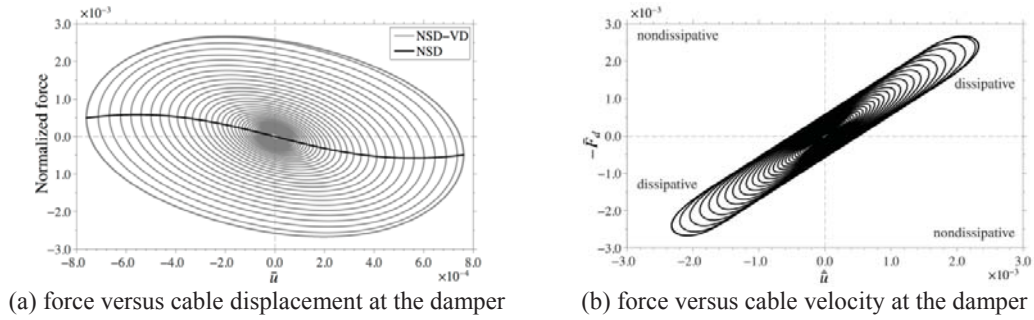 ×10⁻³
3.0
2.0
1.0
0.0
1.0
−2.0
−3.0
Normalized force
NSD-VD
NSD
−8.0 −6.0 −4.0 −2.0 0.0 2.0 4.0 6.0 8.0
×10⁻⁴
ū
(a) force versus cable displacement at the damper
×10⁻³
3.0
2.0
1.0
0.0
−1.0
−2.0
−3.0
−F̄d
nondissipative
dissipative
dissipative
nondissipative
−3.0 −2.0 −1.0 0.0 1.0 2.0 3.0
×10⁻³
(b) force versus cable velocity at the damper